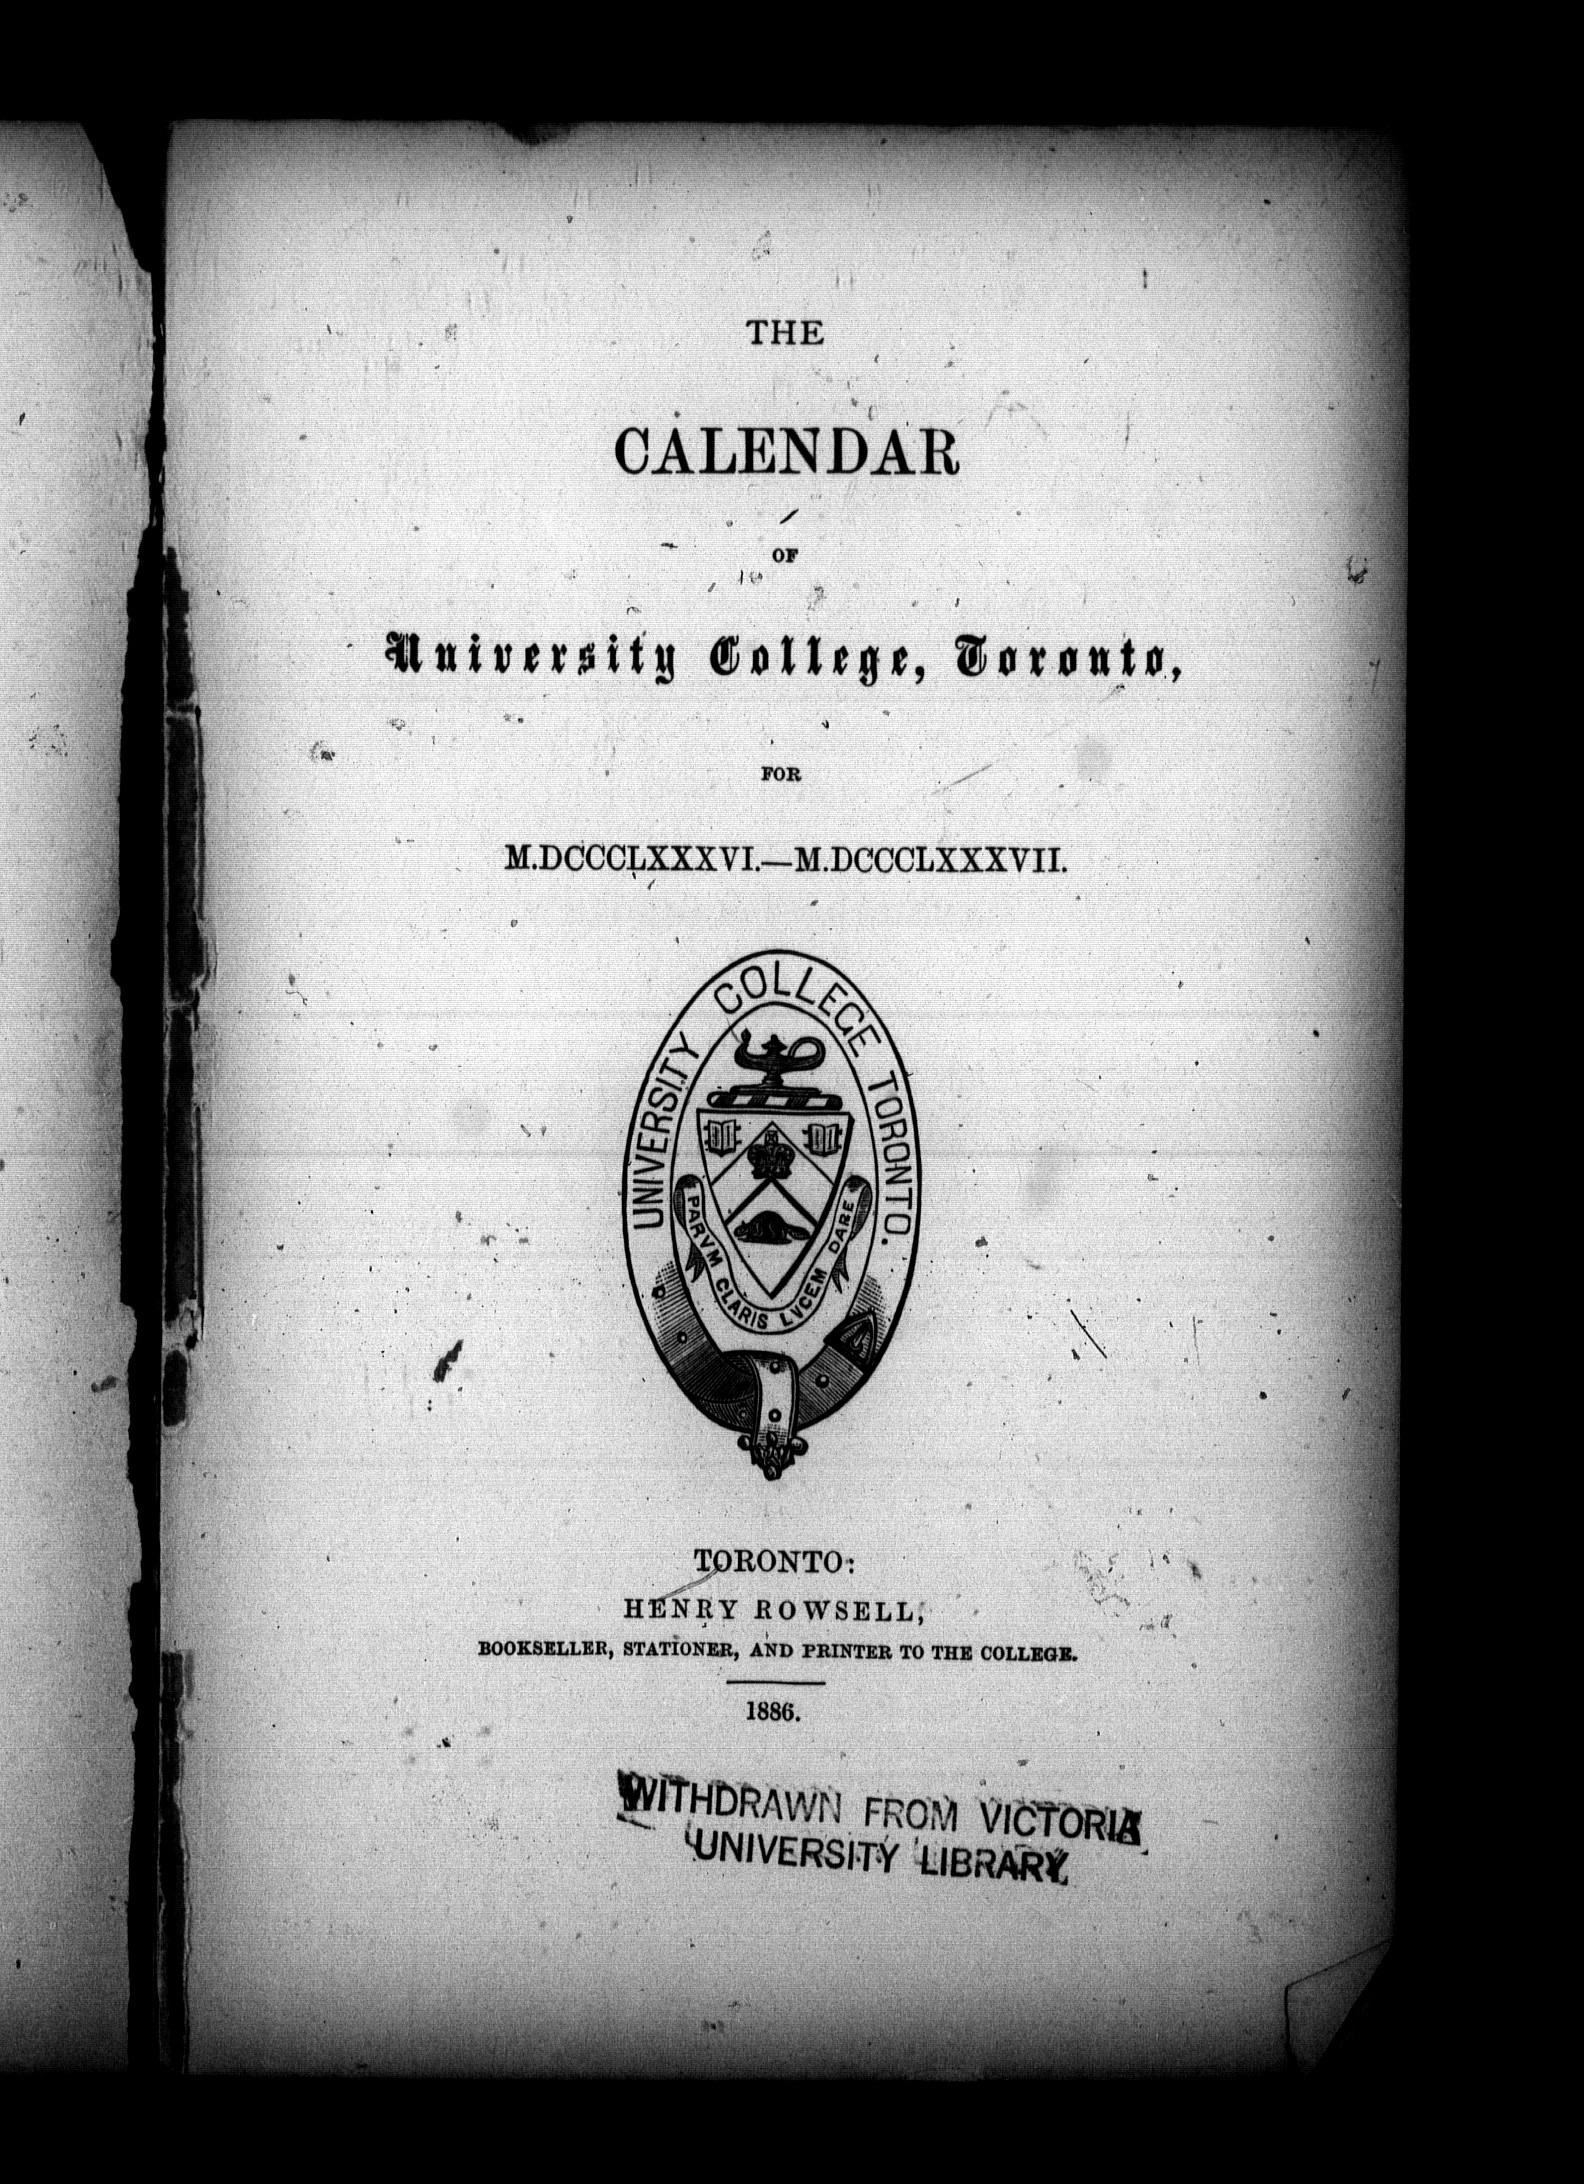 THE
CALENDAR
OF
University College, Toronto,
FOR
M.DCCCLXXXVI.—M.DCCCLXXXVII.
UNIVERSITY COLLEGE TORONTO.
PARVM CLARIS LVCEM DARE
TORONTO:
HENRY ROWSELL,
BOOKSELLER, STATIONER, AND PRINTER TO THE COLLEGE.
1886.
WITHDRAWN FROM VICTORIA
UNIVERSITY LIBRARY